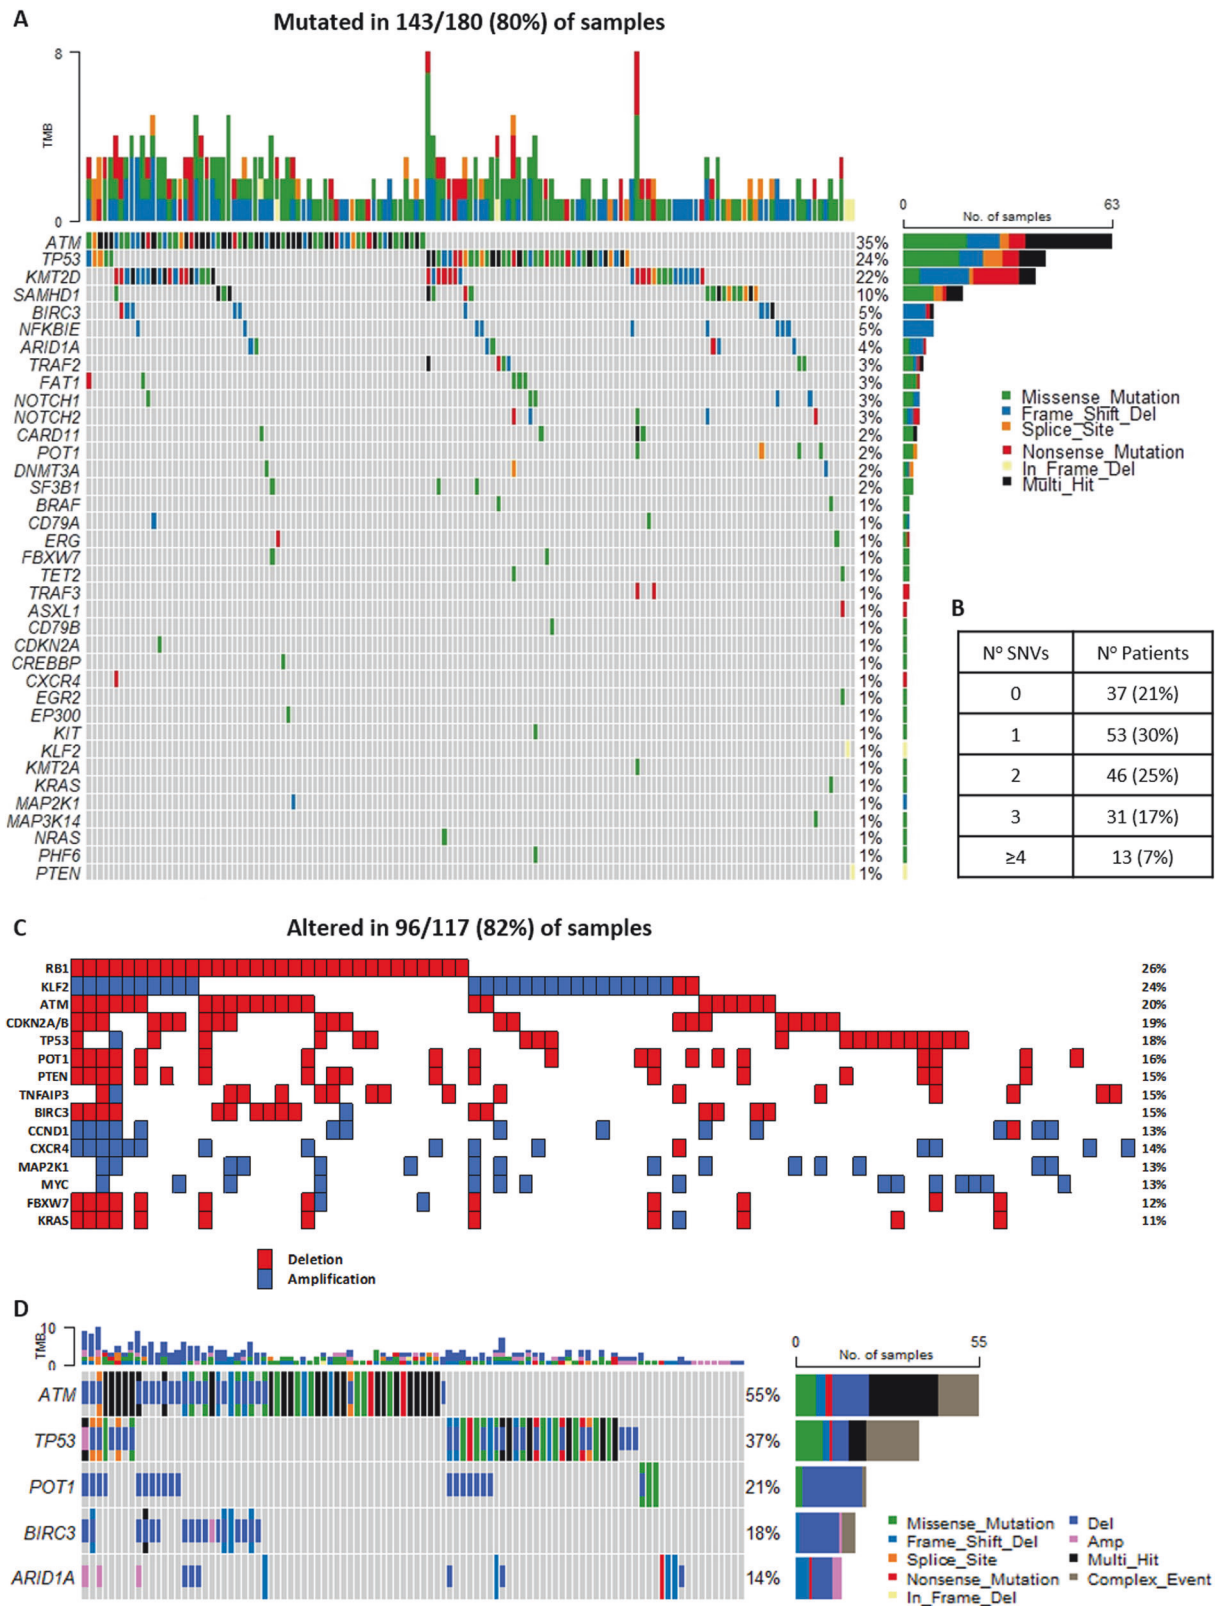 A
Mutated in 143/180 (80%) of samples
8
TMB
0
0 63
No. of samples
ATM 35%
TP53 24%
KMT2D 22%
SAMHD1 10%
BIRC3 5%
NFKBIE 5%
ARID1A 4%
TRAF2 3%
FAT1 3%
NOTCH1 3%
NOTCH2 3%
CARD11 2%
POT1 2%
DNMT3A 2%
SF3B1 2%
BRAF 1%
CD79A 1%
ERG 1%
FBXW7 1%
TET2 1%
TRAF3 1%
ASXL1 1%
CD79B 1%
CDKN2A 1%
CREBBP 1%
CXCR4 1%
EGR2 1%
EP300 1%
KIT 1%
KLF2 1%
KMT2A 1%
KRAS 1%
MAP2K1 1%
MAP3K14 1%
NRAS 1%
PHF6 1%
PTEN 1%
Missense_Mutation
Frame_Shift_Del
Splice_Site
Nonsense_Mutation
In_Frame_Del
Multi_Hit
B
Nº SNVs Nº Patients
0 37 (21%)
1 53 (30%)
2 46 (25%)
3 31 (17%)
≥4 13 (7%)
C
Altered in 96/117 (82%) of samples
RB1 26%
KLF2 24%
ATM 20%
CDKN2A/B 19%
TP53 18%
POT1 16%
PTEN 15%
TNFAIP3 15%
BIRC3 15%
CCND1 13%
CXCR4 14%
MAP2K1 13%
MYC 13%
FBXW7 12%
KRAS 11%
Deletion
Amplification
D
10
TMB
0
0 55
No. of samples
ATM 55%
TP53 37%
POT1 21%
BIRC3 18%
ARID1A 14%
Missense_Mutation Del
Frame_Shift_Del Amp
Splice_Site Multi_Hit
Nonsense_Mutation Complex_Event
In_Frame_Del